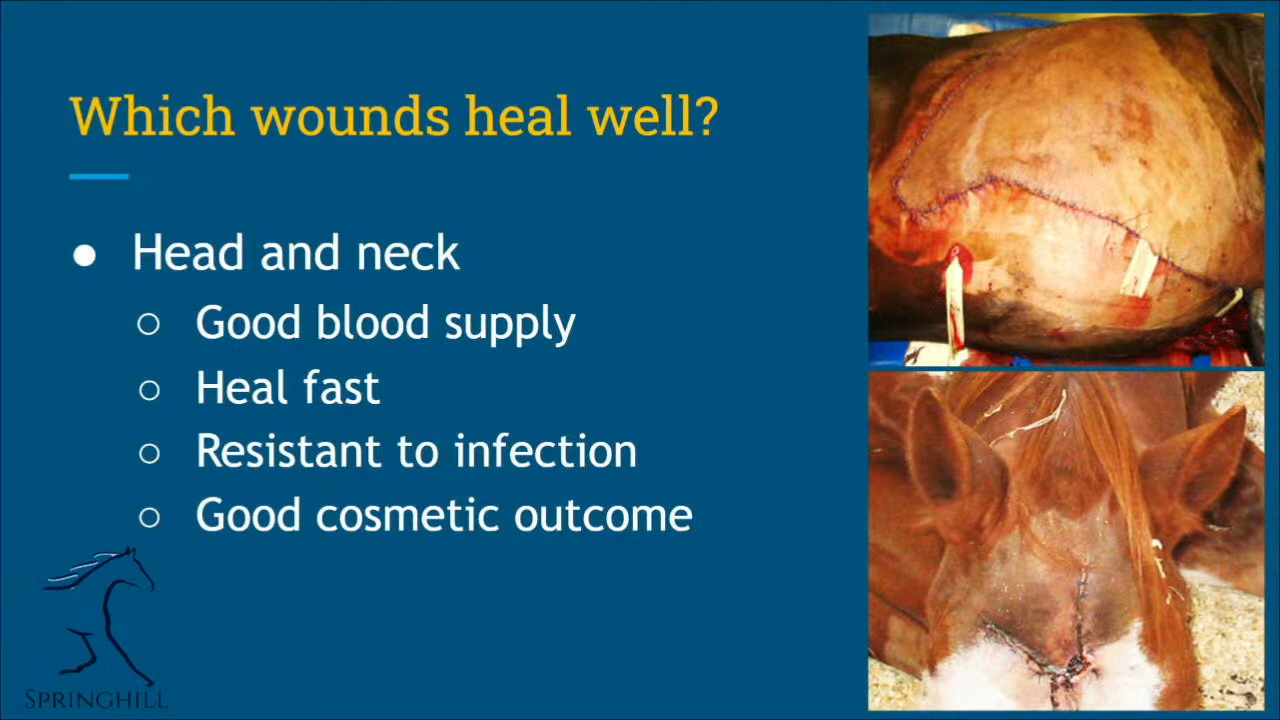 Which wounds heal well?
● Head and neck
○ Good blood supply
○ Heal fast
○ Resistant to infection
○ Good cosmetic outcome
SPRINGHILL